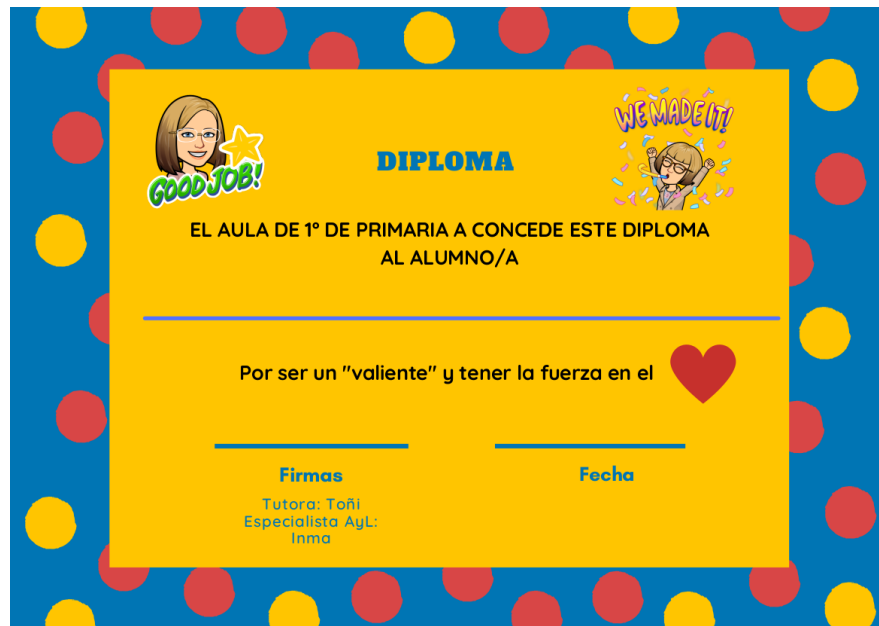 WE MADE IT!
GOOD JOB!
DIPLOMA
EL AULA DE 1º DE PRIMARIA A CONCEDE ESTE DIPLOMA
AL ALUMNO/A
Por ser un "valiente" y tener la fuerza en el
Firmas
Fecha
Tutora: Toñi
Especialista AyL:
Inma